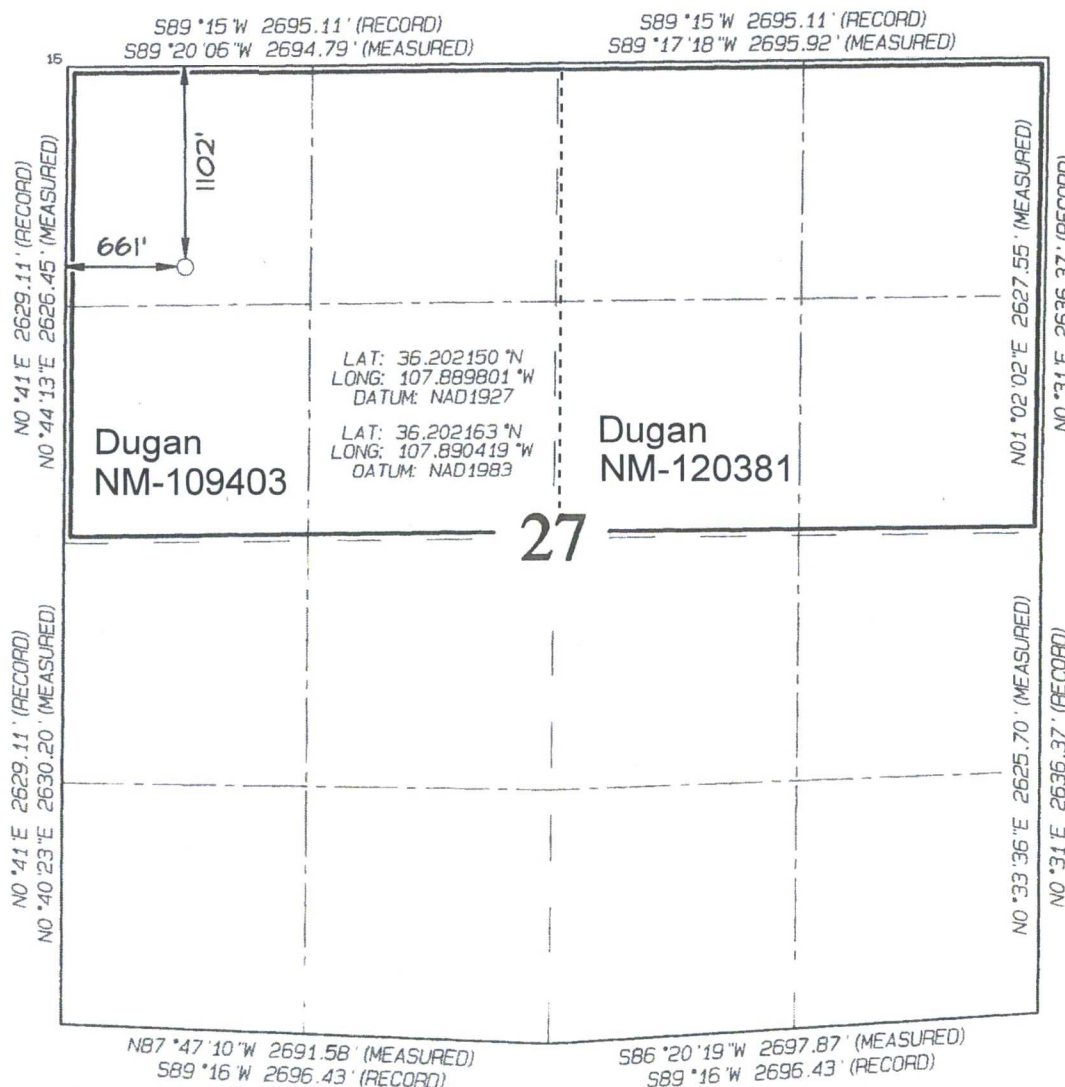 S89 °15 'W 2695.11 ' (RECORD)
S89 °20 '06 "W 2694.79 ' (MEASURED)
S89 °15 'W 2695.11 ' (RECORD)
S89 °17 '18 "W 2695.92 ' (MEASURED)
15
1102'
661'
N0 °41 'E 2629.11 ' (RECORD)
N0 °44 '13 "E 2626.45 ' (MEASURED)
N01 °02 '02 "E 2627.55 ' (MEASURED)
N0 °31 'E 2636.37 ' (RECORD)
LAT: 36.202150 °N
LONG: 107.889801 °W
DATUM: NAD1927
LAT: 36.202163 °N
LONG: 107.890419 °W
DATUM: NAD1983
Dugan
NM-109403
Dugan
NM-120381
27
N0 °41 'E 2629.11 ' (RECORD)
N0 °40 '23 "E 2630.20 ' (MEASURED)
N0 °33 '36 "E 2625.70 ' (MEASURED)
N0 °31 'E 2636.37 ' (RECORD)
N87 °47 '10 "W 2691.58 ' (MEASURED)
S89 °16 'W 2696.43 ' (RECORD)
S86 °20 '19 "W 2697.87 ' (MEASURED)
S89 °16 'W 2696.43 ' (RECORD)